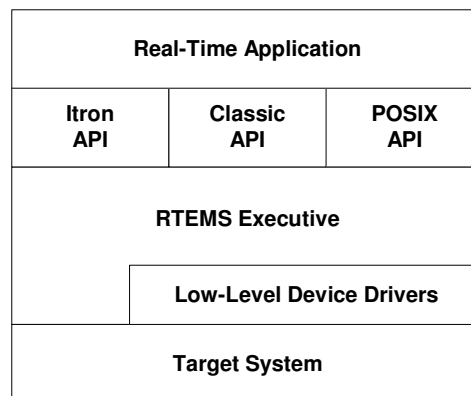 Real-Time Application
Itron
API
Classic
API
POSIX
API
RTEMS Executive
Low-Level Device Drivers
Target System